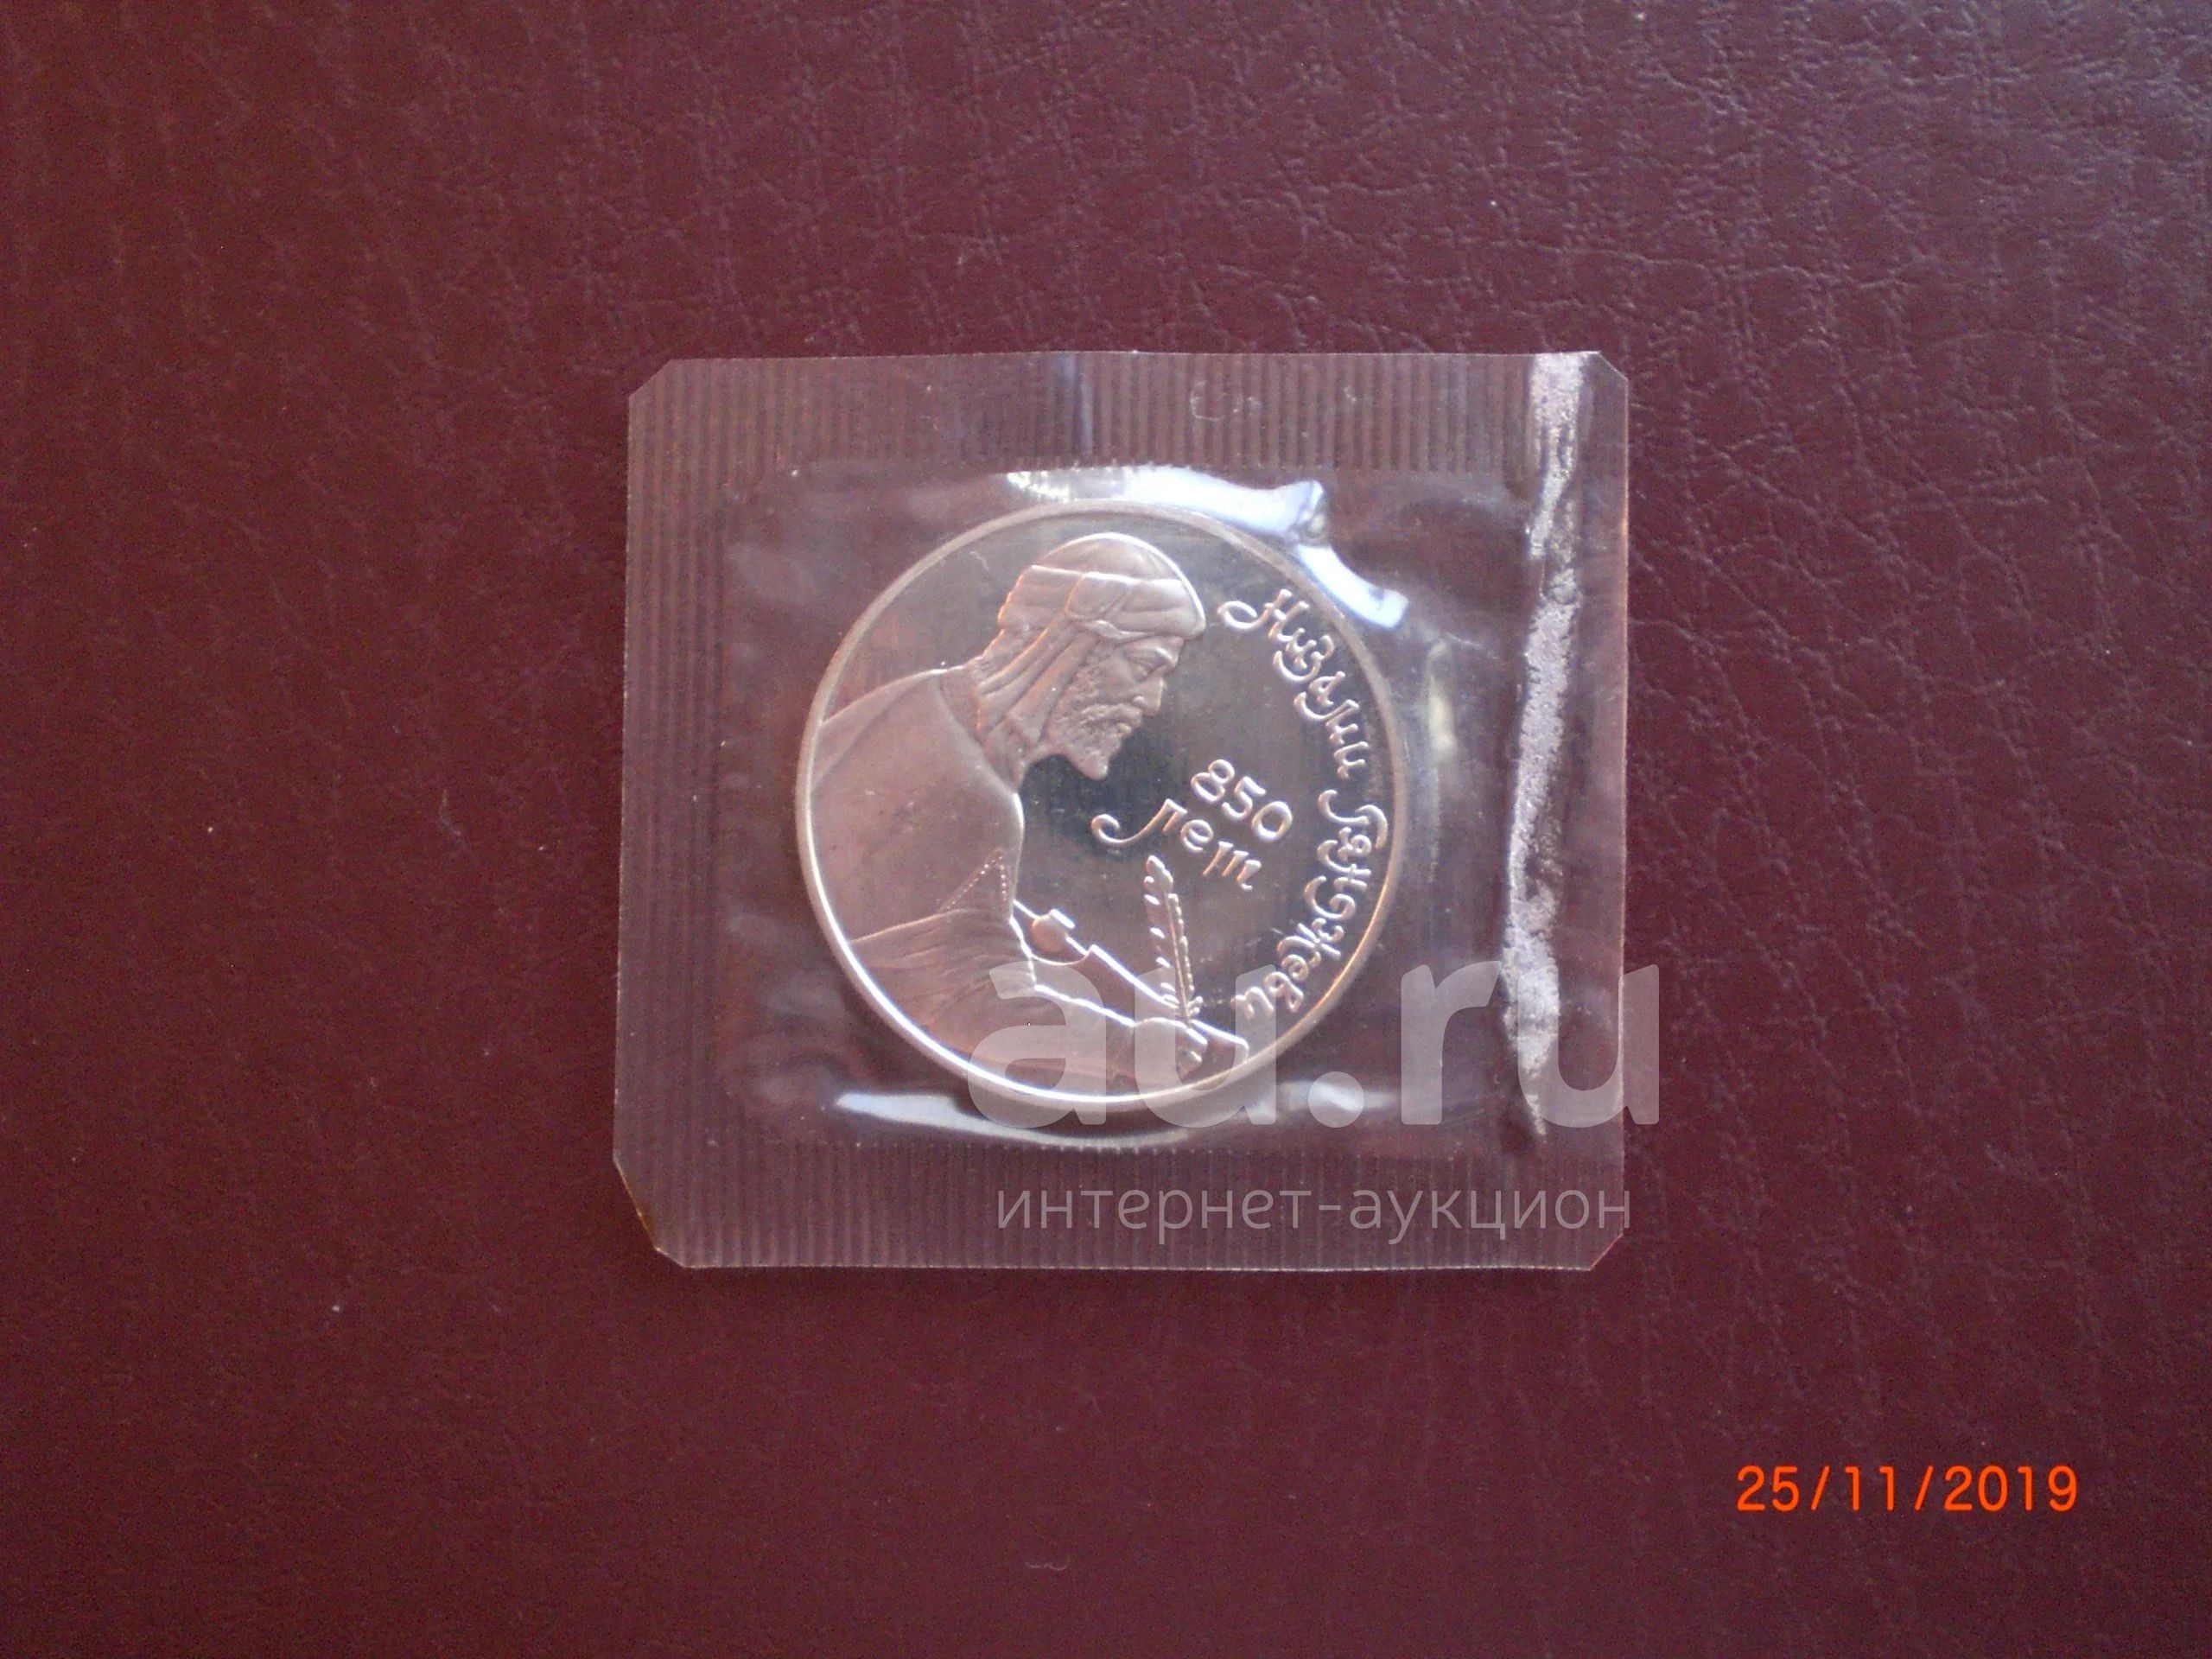 Низами Гянджеви
850
лет
au.ru
интернет-аукцион
25/11/2019